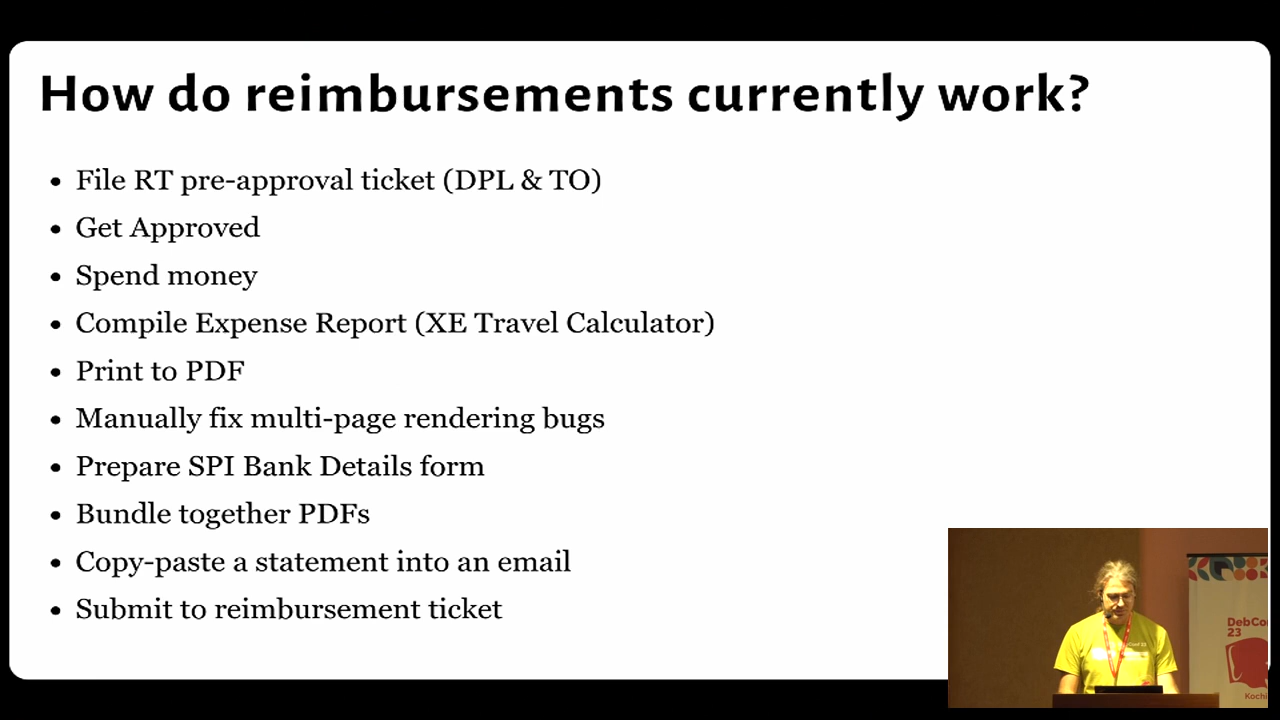 How do reimbursements currently work?
• File RT pre-approval ticket (DPL & TO)
• Get Approved
• Spend money
• Compile Expense Report (XE Travel Calculator)
• Print to PDF
• Manually fix multi-page rendering bugs
• Prepare SPI Bank Details form
• Bundle together PDFs
• Copy-paste a statement into an email
• Submit to reimbursement ticket
23
Kochi